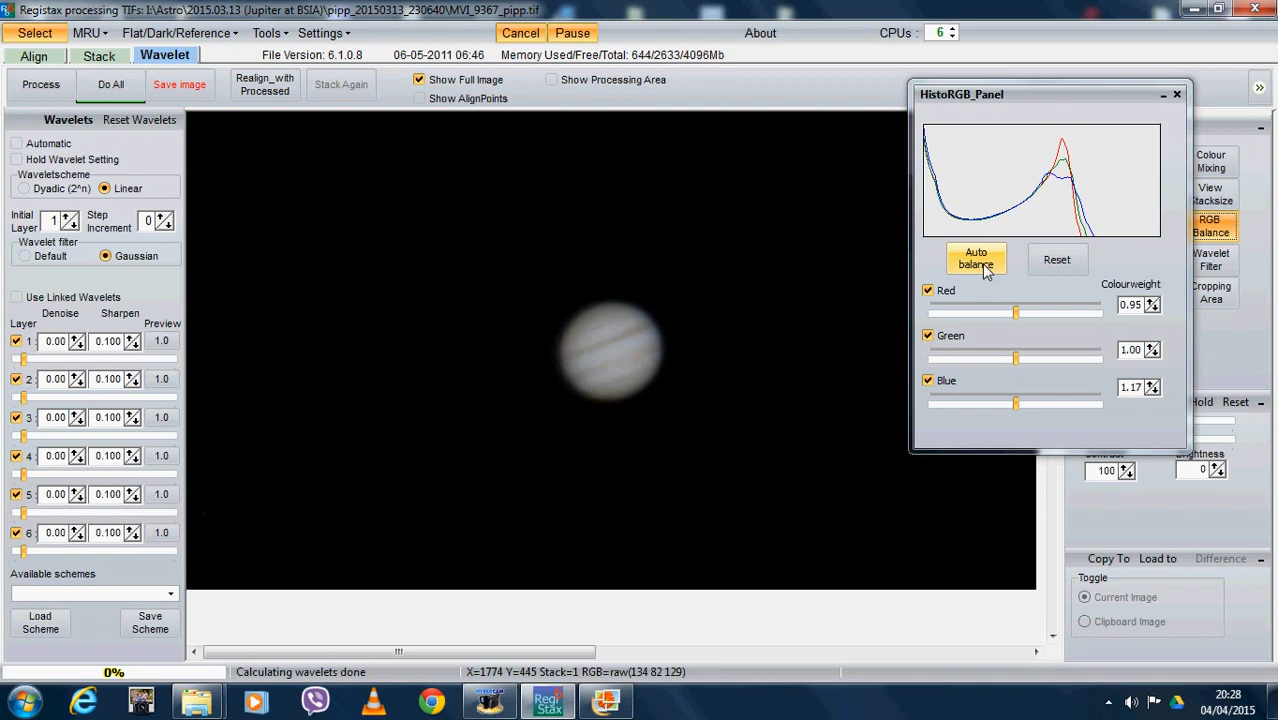 Registax processing TIFs: I:\Astro\2015.03.13 (Jupiter at BSIA)\pipp_20150313_230640\MVI_9367_pipp.tif
Select MRU Flat/Dark/Reference Tools Settings Cancel Pause About CPUs: 6
Align Stack Wavelet File Version: 6.1.0.8 06-05-2011 06:46 Memory Used/Free/Total: 644/2633/4096Mb
Process Do All Save image Realign_with Processed Stack Again
Show Full Image Show Processing Area
Show AlignPoints
Wavelets Reset Wavelets
Automatic
Hold Wavelet Setting
Waveletscheme
Dyadic (2^n) Linear
Initial Layer 1 Step Increment 0
Wavelet filter
Default Gaussian
Use Linked Wavelets
Denoise Sharpen
Layer Preview
1 : 0.00 0.100 1.0
2 : 0.00 0.100 1.0
3 : 0.00 0.100 1.0
4 : 0.00 0.100 1.0
5 : 0.00 0.100 1.0
6 : 0.00 0.100 1.0
Available schemes
Load Scheme
Save Scheme
HistoRGB_Panel
Auto balance
Reset
Colourweight
Red 0.95
Green 1.00
Blue 1.17
Colour Mixing
View Stacksize
RGB Balance
Wavelet Filter
Cropping Area
Hold Reset
100 0
Copy To Load to Difference
Toggle
Current Image
Clipboard Image
0% Calculating wavelets done X=1774 Y=445 Stack=1 RGB=raw(134 82 129)
Regi Stax
20:28
04/04/2015